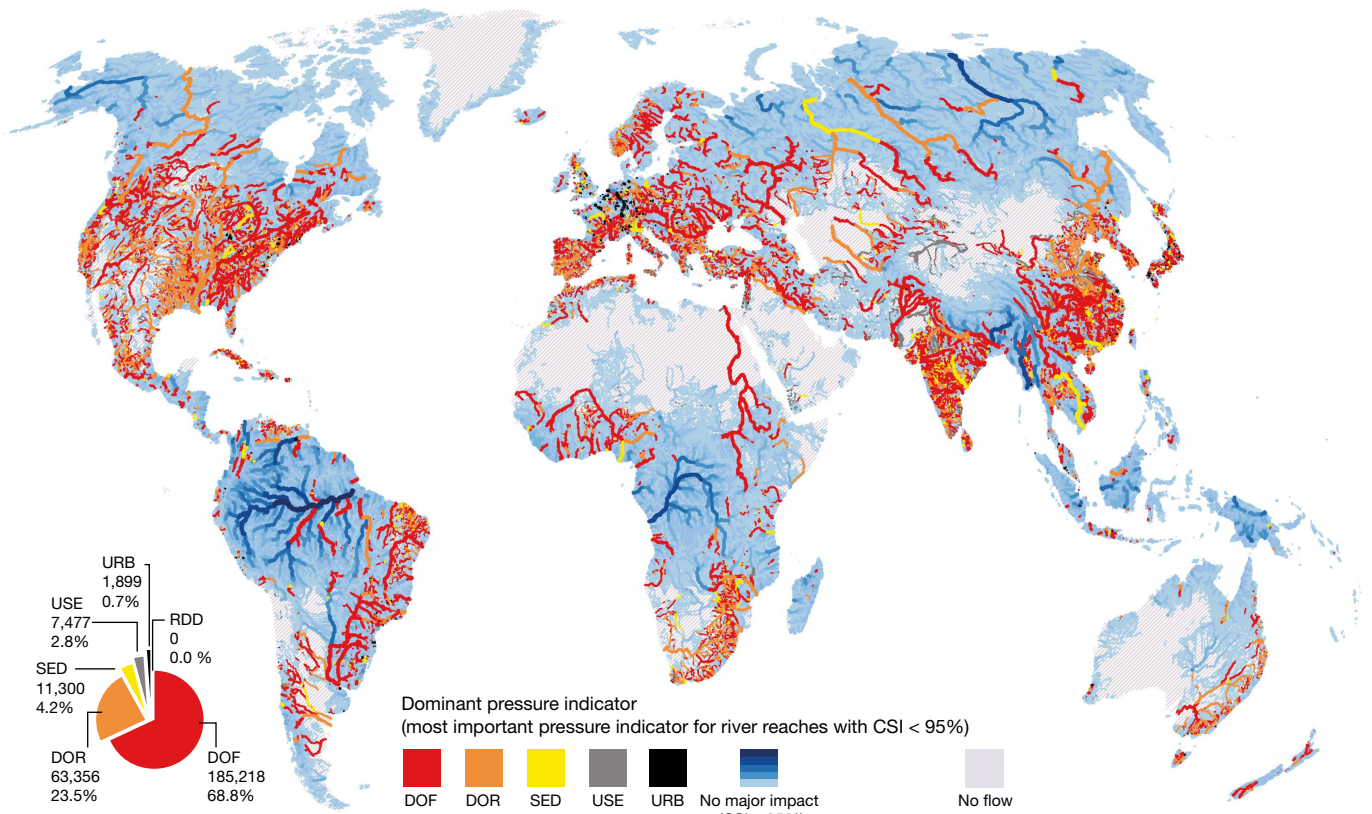 URB
1,899
0.7%
USE
7,477
2.8%
RDD
0
0.0 %
SED
11,300
4.2%
DOR
63,356
23.5%
DOF
185,218
68.8%
Dominant pressure indicator
(most important pressure indicator for river reaches with CSI < 95%)
DOF
DOR
SED
USE
URB
No major impact
No flow